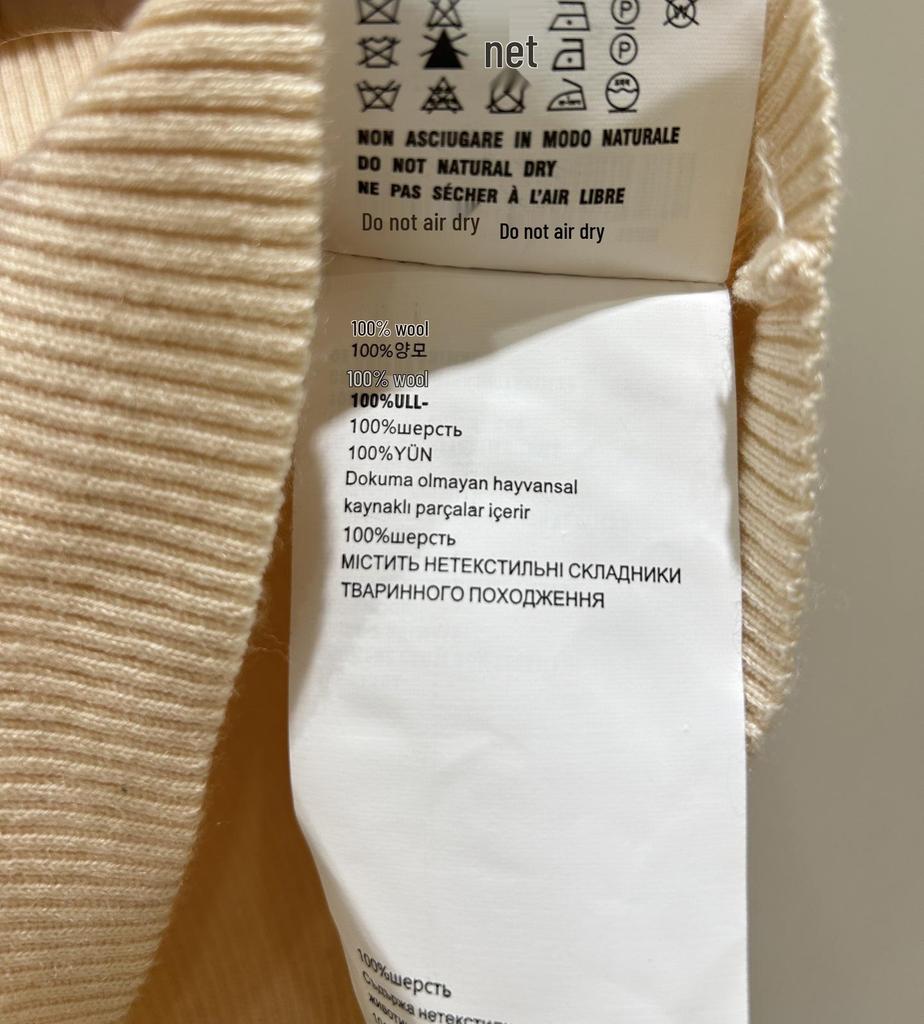 net
NON ASCIUGARE IN MODO NATURALE
DO NOT NATURAL DRY
NE PAS SÉCHER À L'AIR LIBRE
Do not air dry Do not air dry
100% wool
100%양모
100% wool
100%ULL-
100%шерсть
100%YÜN
Dokuma olmayan hayvansal
kaynaklı parçalar içerir
100%шерсть
МІСТИТЬ НЕТЕКСТИЛЬНІ СКЛАДНИКИ
ТВАРИННОГО ПОХОДЖЕННЯ
100%шерсть
Съдържа